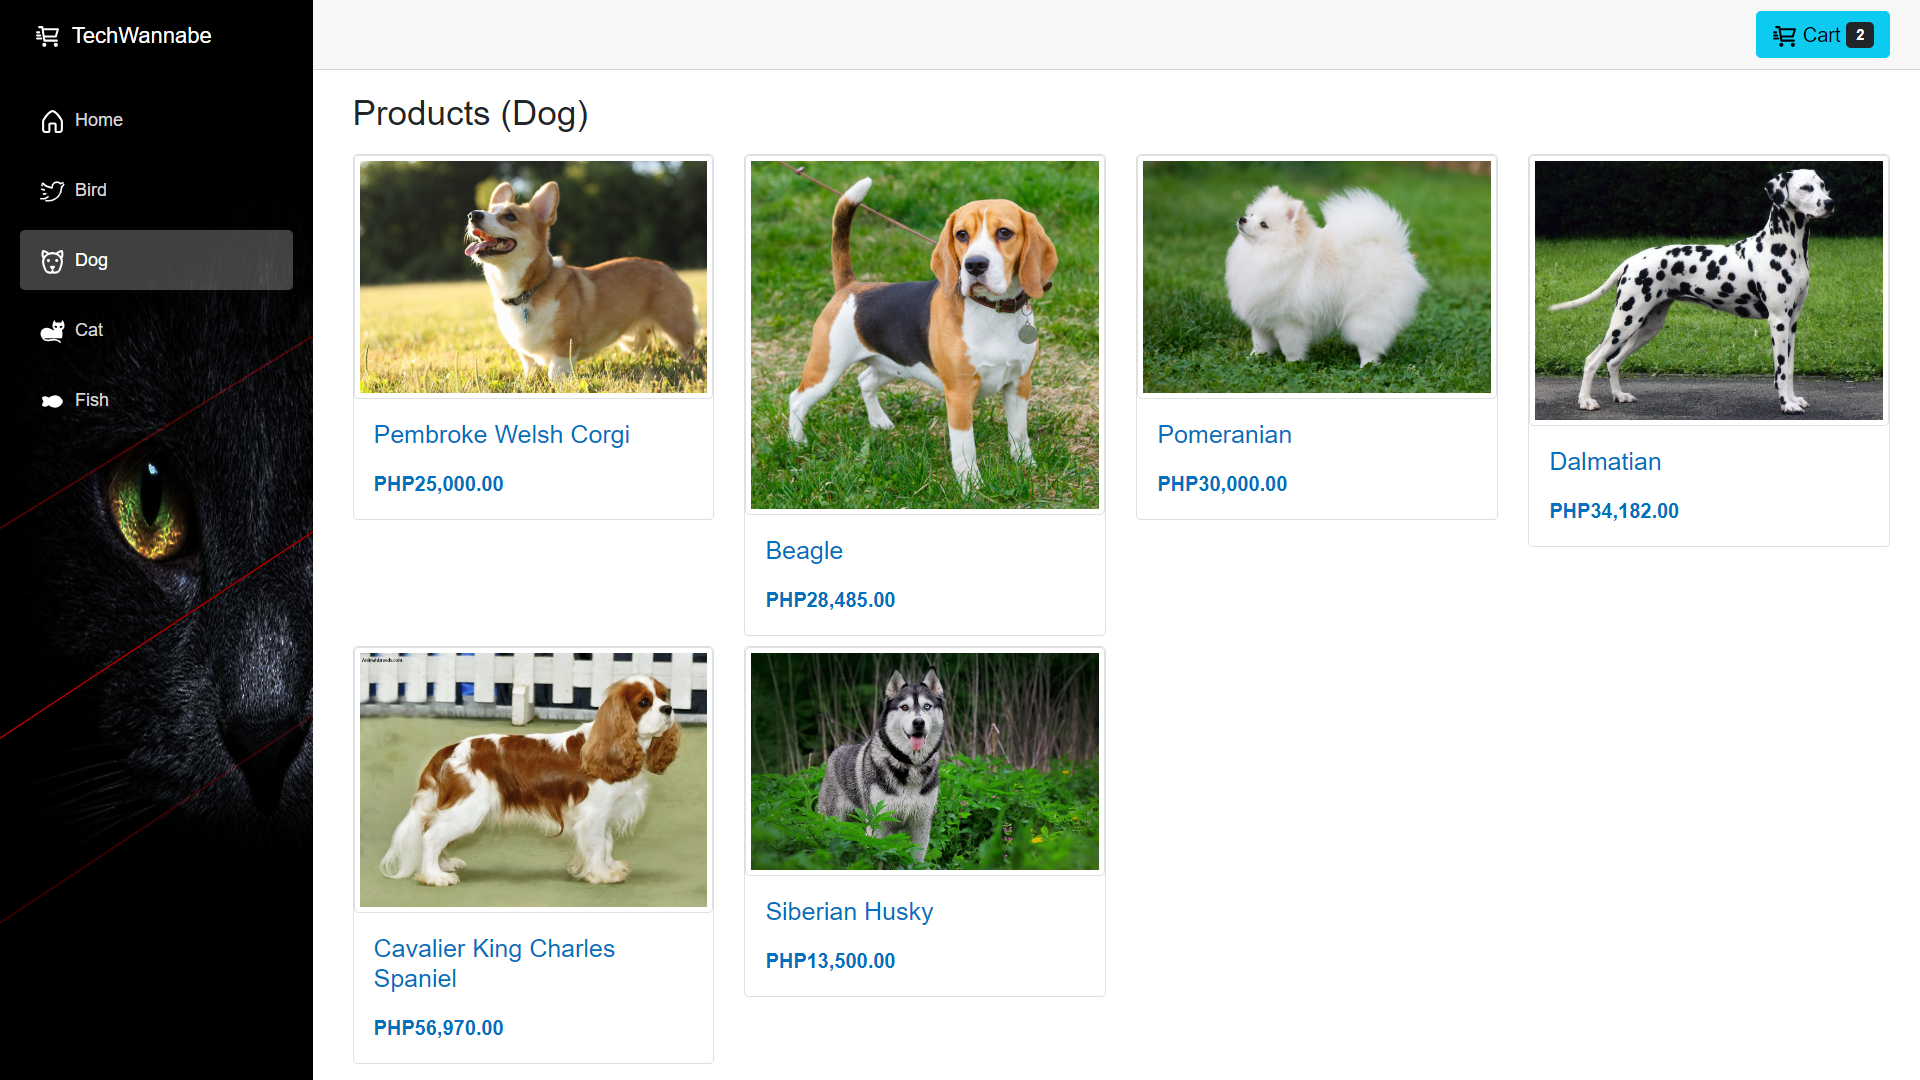 TechWannabe
Cart 2
Home
Bird
Dog
Cat
Fish
Products (Dog)
Pembroke Welsh Corgi
PHP25,000.00
Beagle
PHP28,485.00
Pomeranian
PHP30,000.00
Dalmatian
PHP34,182.00
Cavalier King Charles
Spaniel
PHP56,970.00
Siberian Husky
PHP13,500.00